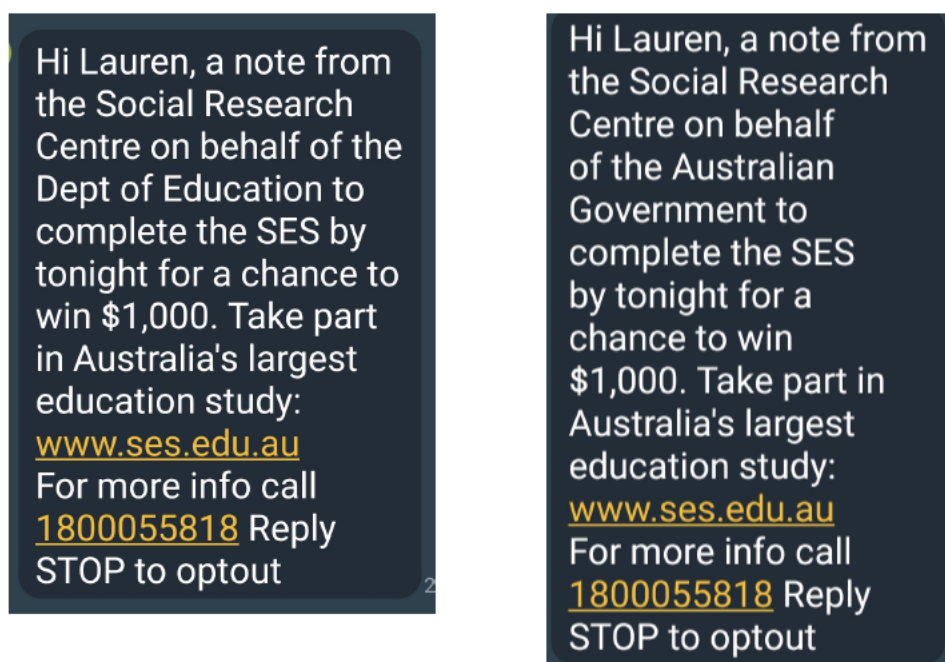 Hi Lauren, a note from
the Social Research
Centre on behalf of the
Dept of Education to
complete the SES by
tonight for a chance to
win $1,000. Take part
in Australia's largest
education study:
www.ses.edu.au
For more info call
1800055818 Reply
STOP to optout
2
Hi Lauren, a note from
the Social Research
Centre on behalf
of the Australian
Government to
complete the SES
by tonight for a
chance to win
$1,000. Take part in
Australia's largest
education study:
www.ses.edu.au
For more info call
1800055818 Reply
STOP to optout